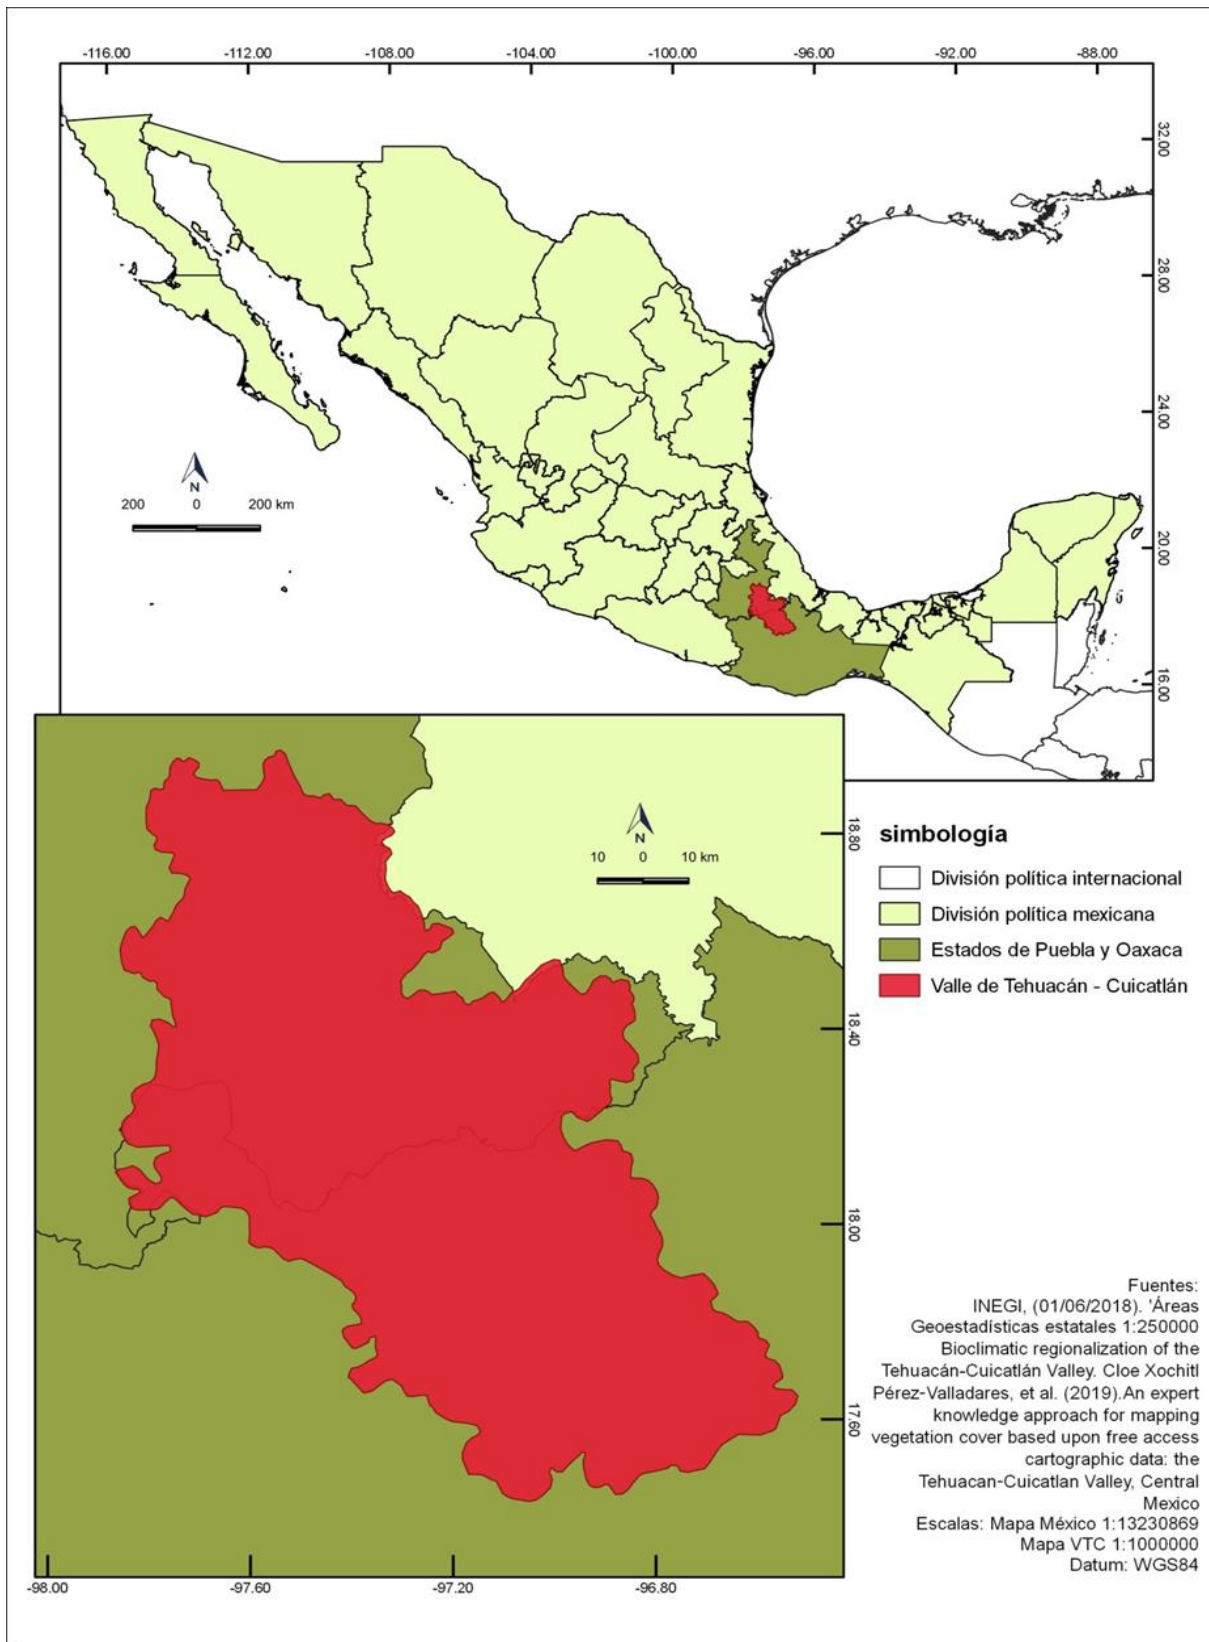 -116.00 -112.00 -108.00 -104.00 -100.00 -96.00 -92.00 -88.00
32.00
28.00
24.00
20.00
16.00
N
200 0 200 km
N
10 0 10 km
18.80
18.40
18.00
17.60
-98.00 -97.60 -97.20 -96.80
simbología
División política internacional
División política mexicana
Estados de Puebla y Oaxaca
Valle de Tehuacán - Cuicatlán
Fuentes:
INEGI, (01/06/2018). 'Áreas
Geoestadísticas estatales 1:250000
Bioclimatic regionalization of the
Tehuacán-Cuicatlán Valley. Cloe Xochitl
Pérez-Valladares, et al. (2019).An expert
knowledge approach for mapping
vegetation cover based upon free access
cartographic data: the
Tehuacan-Cuicatlan Valley, Central
Mexico
Escalas: Mapa México 1:13230869
Mapa VTC 1:1000000
Datum: WGS84